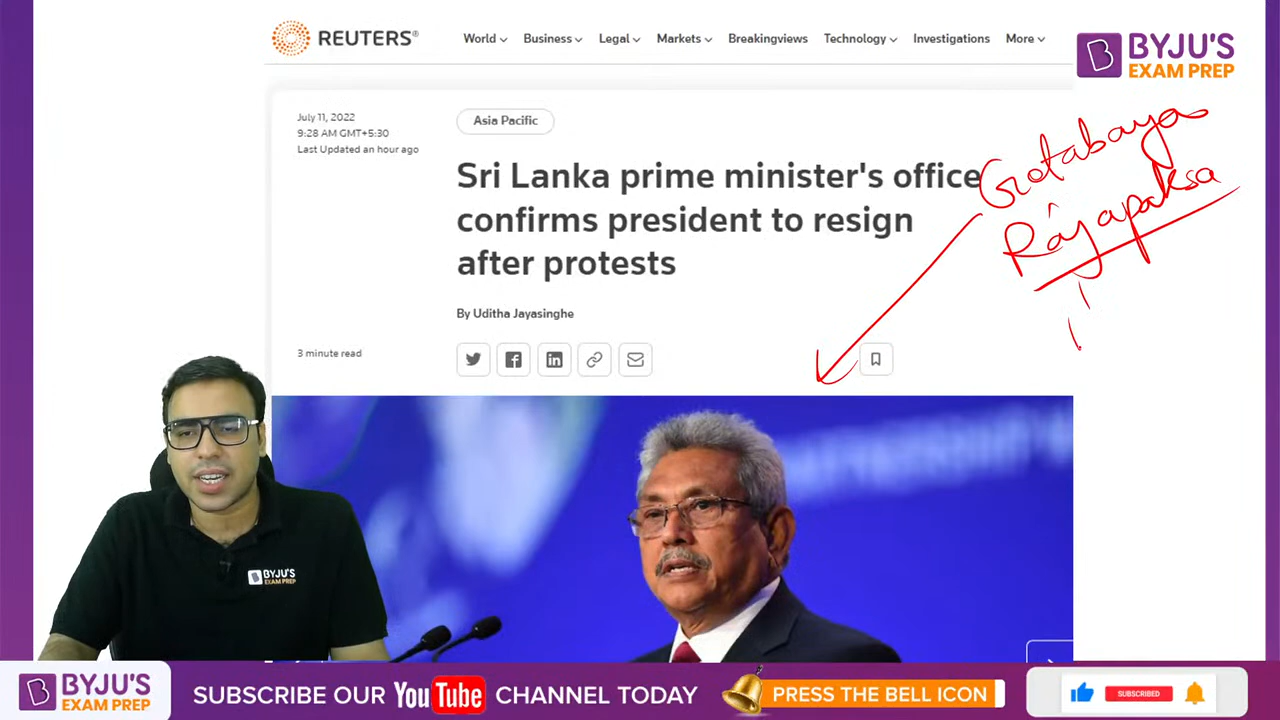 REUTERS®
World Business Legal Markets Breakingviews Technology Investigations More
BYJU'S
EXAM PREP
July 11, 2022
9:28 AM GMT+5:30
Last Updated an hour ago
Asia Pacific
Sri Lanka prime minister's office
confirms president to resign
after protests
Gotabaya
Rajapaksa
By Uditha Jayasinghe
3 minute read
BYJU'S
EXAM PREP
BYJU'S
EXAM PREP
SUBSCRIBE OUR YouTube CHANNEL TODAY
PRESS THE BELL ICON
SUBSCRIBED